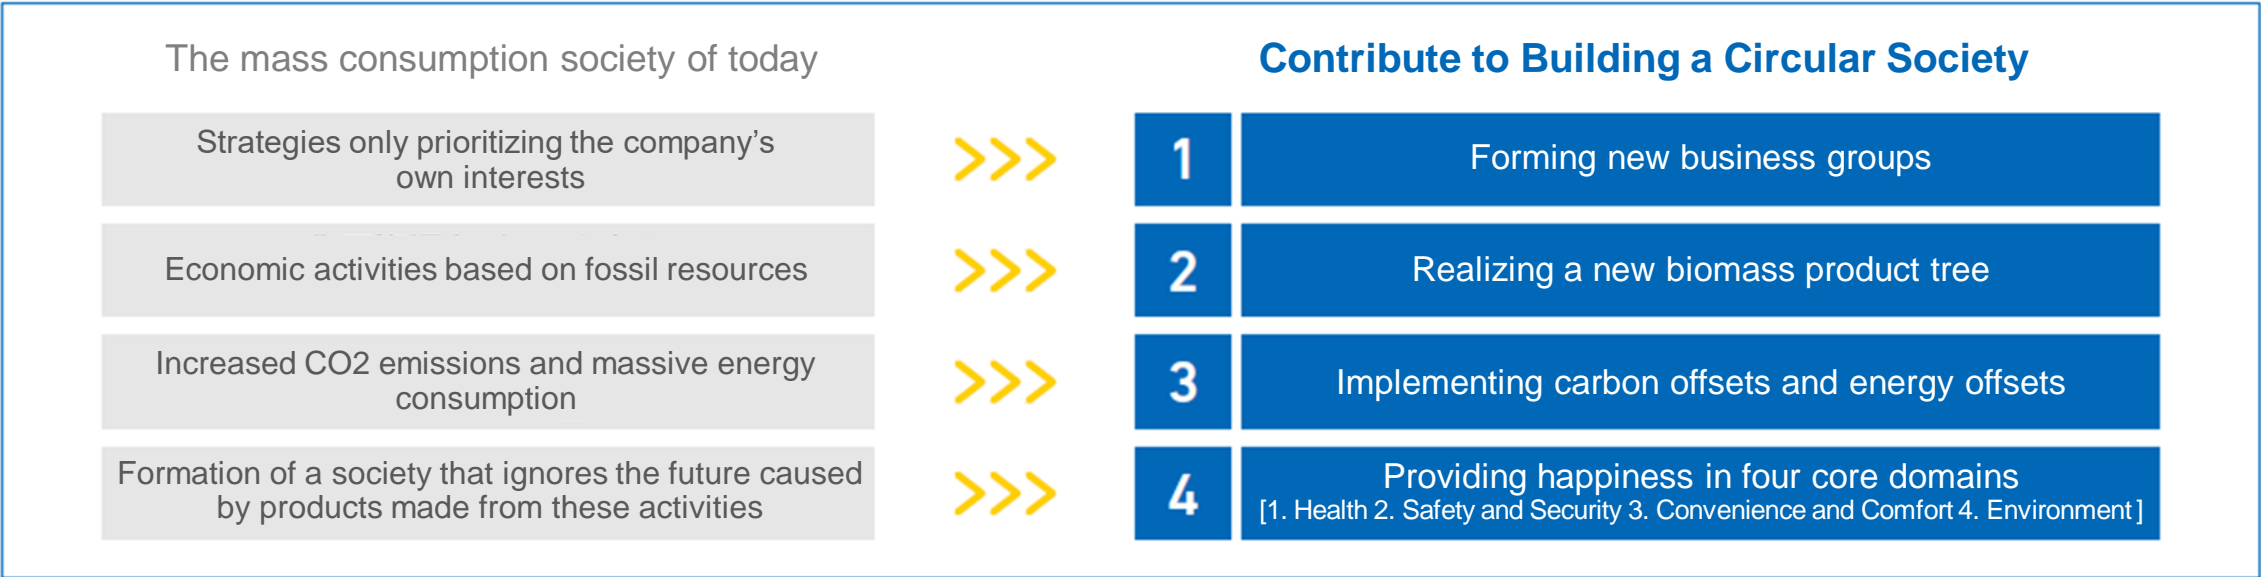 The mass consumption society of today
Contribute to Building a Circular Society
Strategies only prioritizing the company’s
own interests
>>>
1
Forming new business groups
Economic activities based on fossil resources
>>>
2
Realizing a new biomass product tree
Increased CO2 emissions and massive energy
consumption
>>>
3
Implementing carbon offsets and energy offsets
Formation of a society that ignores the future caused
by products made from these activities
>>>
4
Providing happiness in four core domains
[1. Health 2. Safety and Security 3. Convenience and Comfort 4. Environment]